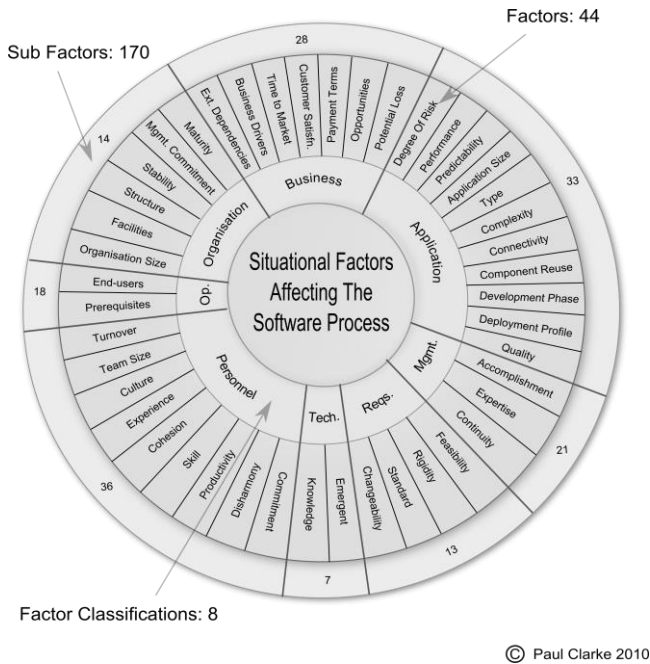 Factors: 44
Sub Factors: 170
28
33
21
13
7
36
18
14
Situational Factors
Affecting The
Software Process
Business
Application
Mgmt.
Reqs.
Tech.
Personnel
Op.
Organisation
Ext. Dependencies
Business Drivers
Time to Market
Customer Satisfn.
Payment Terms
Opportunities
Potential Loss
Degree Of Risk
Performance
Predictability
Application Size
Type
Complexity
Connectivity
Component Reuse
Development Phase
Deployment Profile
Quality
Accomplishment
Expertise
Continuity
Feasibility
Rigidity
Standard
Changeability
Emergent
Knowledge
Commitment
Disharmony
Productivity
Skill
Cohesion
Experience
Culture
Team Size
Turnover
Prerequisites
End-users
Organisation Size
Facilities
Structure
Stability
Mgmt. Commitment
Maturity
Factor Classifications: 8
© Paul Clarke 2010